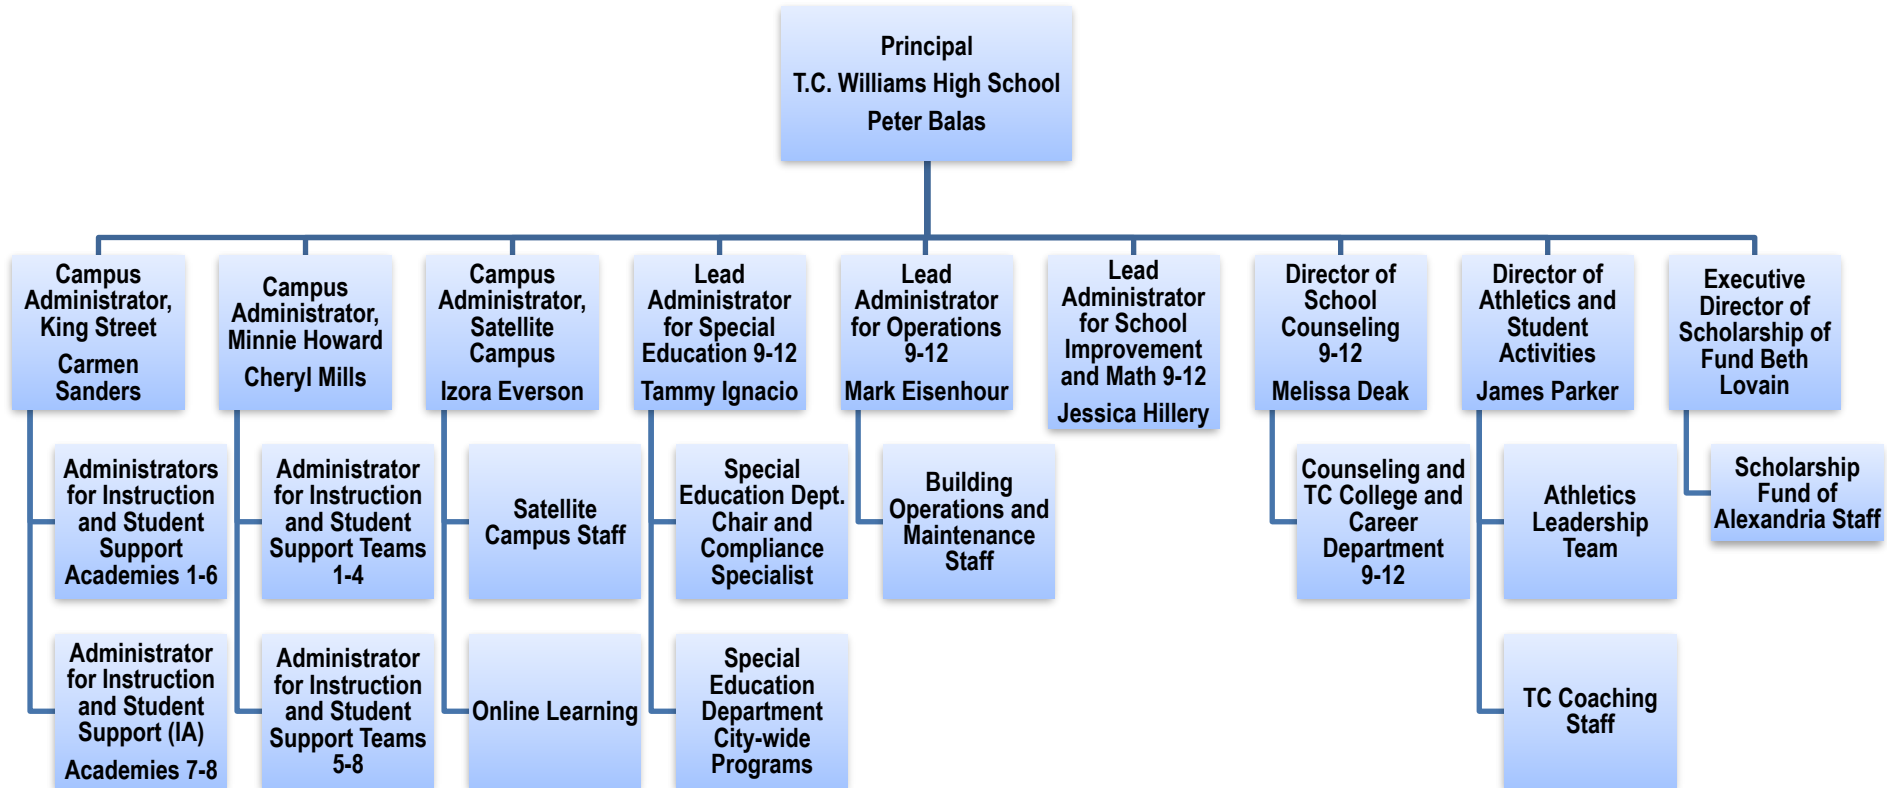 Principal
T.C. Williams High School
Peter Balas
Campus
Administrator,
King Street
Carmen
Sanders
Campus
Administrator,
Minnie Howard
Cheryl Mills
Campus
Administrator,
Satellite
Campus
Izora Everson
Lead
Administrator
for Special
Education 9-12
Tammy Ignacio
Lead
Administrator
for Operations
9-12
Mark Eisenhour
Lead
Administrator
for School
Improvement
and Math 9-12
Jessica Hillery
Director of
School
Counseling
9-12
Melissa Deak
Director of
Athletics and
Student
Activities
James Parker
Executive
Director of
Scholarship of
Fund Beth
Lovain
Administrators
for Instruction
and Student
Support
Academies 1-6
Administrator
for Instruction
and Student
Support Teams
1-4
Satellite
Campus Staff
Special
Education Dept.
Chair and
Compliance
Specialist
Building
Operations and
Maintenance
Staff
Counseling and
TC College and
Career
Department
9-12
Athletics
Leadership
Team
Scholarship
Fund of
Alexandria Staff
Administrator
for Instruction
and Student
Support (IA)
Academies 7-8
Administrator
for Instruction
and Student
Support Teams
5-8
Online Learning
Special
Education
Department
City-wide
Programs
TC Coaching
Staff